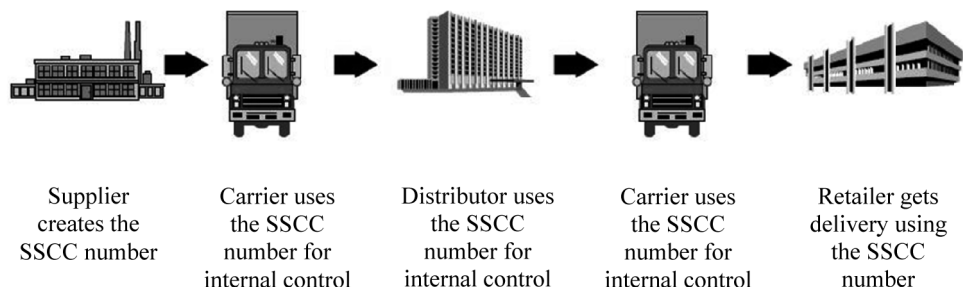 Supplier
creates the
SSCC number
Carrier uses
the SSCC
number for
internal control
Distributor uses
the SSCC
number for
internal control
Carrier uses
the SSCC
number for
internal control
Retailer gets
delivery using
the SSCC
number